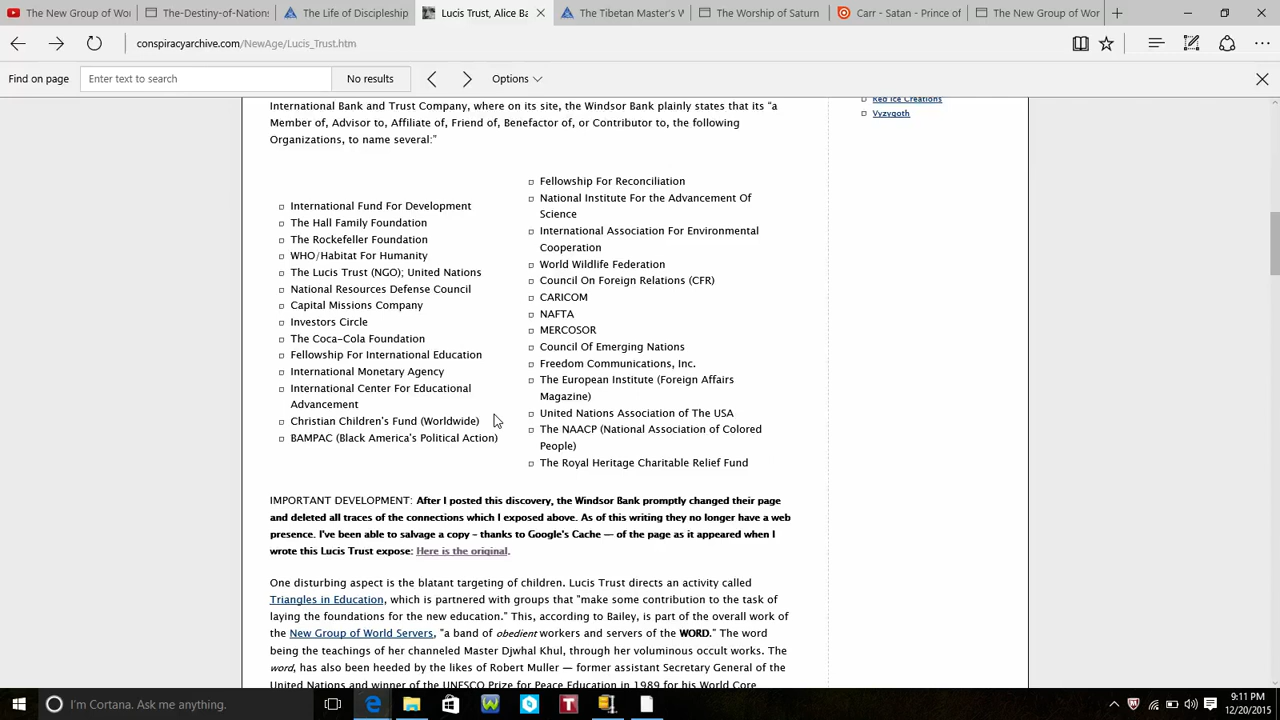 The New Group of Wor
The-Destiny-of-Nations
The Life of Discipleship
Lucis Trust, Alice Ba
The Tibetan Master's W
The Worship of Saturn
Carr - Satan - Prince of
The New Group of Wor
conspiracyarchive.com/NewAge/Lucis_Trust.htm
Find on page
Enter text to search
No results
Options
International Bank and Trust Company, where on its site, the Windsor Bank plainly states that its "a
Member of, Advisor to, Affiliate of, Friend of, Benefactor of, or Contributor to, the following
Organizations, to name several:"
International Fund For Development
The Hall Family Foundation
The Rockefeller Foundation
WHO/Habitat For Humanity
The Lucis Trust (NGO); United Nations
National Resources Defense Council
Capital Missions Company
Investors Circle
The Coca-Cola Foundation
Fellowship For International Education
International Monetary Agency
International Center For Educational
Advancement
Christian Children's Fund (Worldwide)
BAMPAC (Black America's Political Action)
Fellowship For Reconciliation
National Institute For the Advancement Of
Science
International Association For Environmental
Cooperation
World Wildlife Federation
Council On Foreign Relations (CFR)
CARICOM
NAFTA
MERCOSOR
Council Of Emerging Nations
Freedom Communications, Inc.
The European Institute (Foreign Affairs
Magazine)
United Nations Association of The USA
The NAACP (National Association of Colored
People)
The Royal Heritage Charitable Relief Fund
Red Ice Creations
Vyzygoth
IMPORTANT DEVELOPMENT: After I posted this discovery, the Windsor Bank promptly changed their page
and deleted all traces of the connections which I exposed above. As of this writing they no longer have a web
presence. I've been able to salvage a copy - thanks to Google's Cache — of the page as it appeared when I
wrote this Lucis Trust expose: Here is the original.
One disturbing aspect is the blatant targeting of children. Lucis Trust directs an activity called
Triangles in Education, which is partnered with groups that "make some contribution to the task of
laying the foundations for the new education." This, according to Bailey, is part of the overall work of
the New Group of World Servers, "a band of obedient workers and servers of the WORD." The word
being the teachings of her channeled Master Djwhal Khul, through her voluminous occult works. The
word, has also been heeded by the likes of Robert Muller — former assistant Secretary General of the
United Nations and winner of the UNESCO Prize for Peace Education in 1989 for his World Core
I'm Cortana. Ask me anything.
9:11 PM
12/20/2015